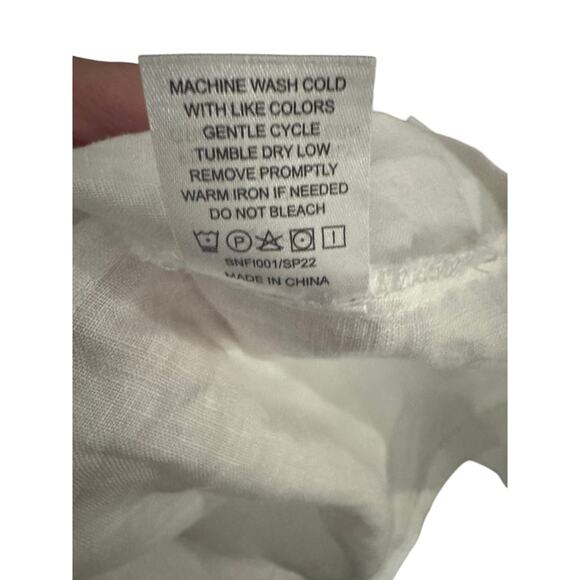 MACHINE WASH COLD
WITH LIKE COLORS
GENTLE CYCLE
TUMBLE DRY LOW
REMOVE PROMPTLY
WARM IRON IF NEEDED
DO NOT BLEACH
P
SNFI001/SP22
MADE IN CHINA